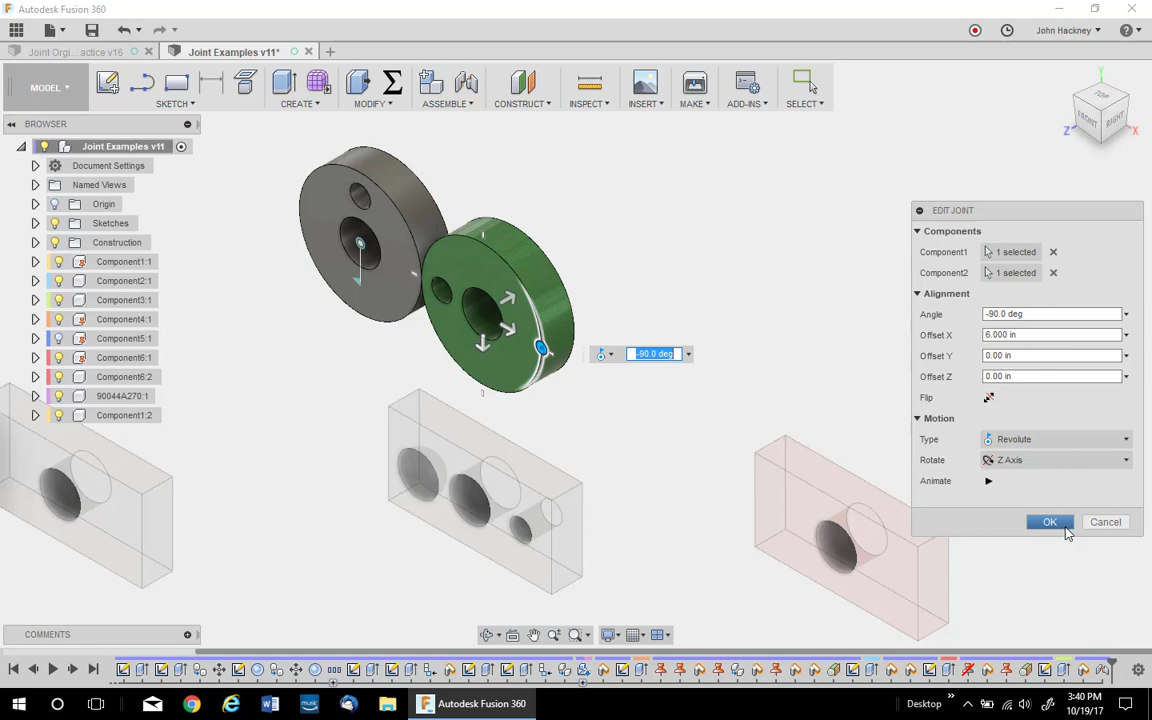 Autodesk Fusion 360
John Hackney
Joint Orgi...actice v16
Joint Examples v11*
MODEL
SKETCH
CREATE
MODIFY
ASSEMBLE
CONSTRUCT
INSPECT
INSERT
MAKE
ADD-INS
SELECT
BROWSER
Joint Examples v11
Document Settings
Named Views
Origin
Sketches
Construction
Component1:1
Component2:1
Component3:1
Component4:1
Component5:1
Component6:1
Component6:2
90044A270:1
Component1:2
TOP
FRONT
RIGHT
Y
Z
X
-90.0 deg
EDIT JOINT
Components
Component1 1 selected
Component2 1 selected
Alignment
Angle -90.0 deg
Offset X 6.000 in
Offset Y 0.00 in
Offset Z 0.00 in
Flip
Motion
Type Revolute
Rotate Z Axis
Animate
OK Cancel
COMMENTS
Autodesk Fusion 360
Desktop
3:40 PM
10/19/17